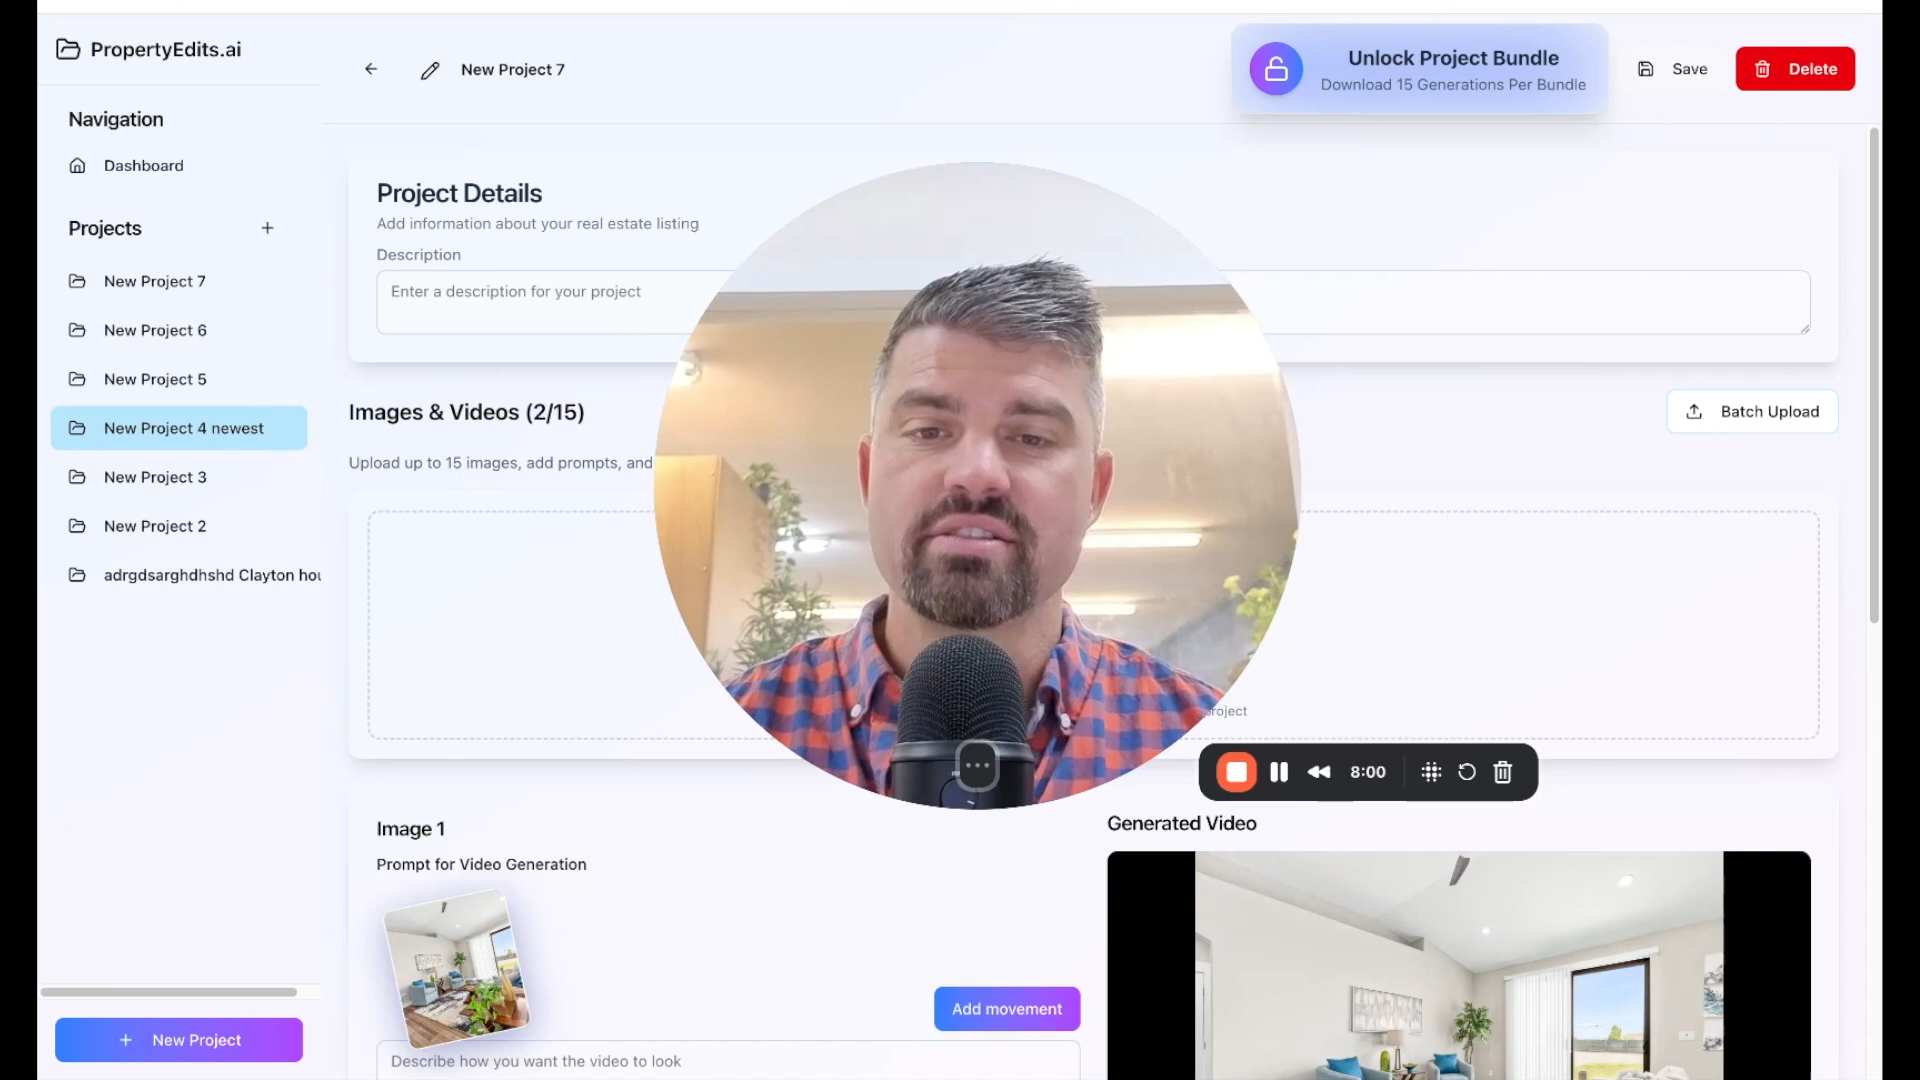 PropertyEdits.ai
New Project 7
Unlock Project Bundle
Download 15 Generations Per Bundle
Save
Delete
Navigation
Dashboard
Projects
New Project 7
New Project 6
New Project 5
New Project 4 newest
New Project 3
New Project 2
adrgdsarghdhshd Clayton hou
New Project
Project Details
Add information about your real estate listing
Description
Enter a description for your project
Images & Videos (2/15)
Batch Upload
Upload up to 15 images, add prompts, and
project
8:00
Image 1
Prompt for Video Generation
Add movement
Describe how you want the video to look
Generated Video